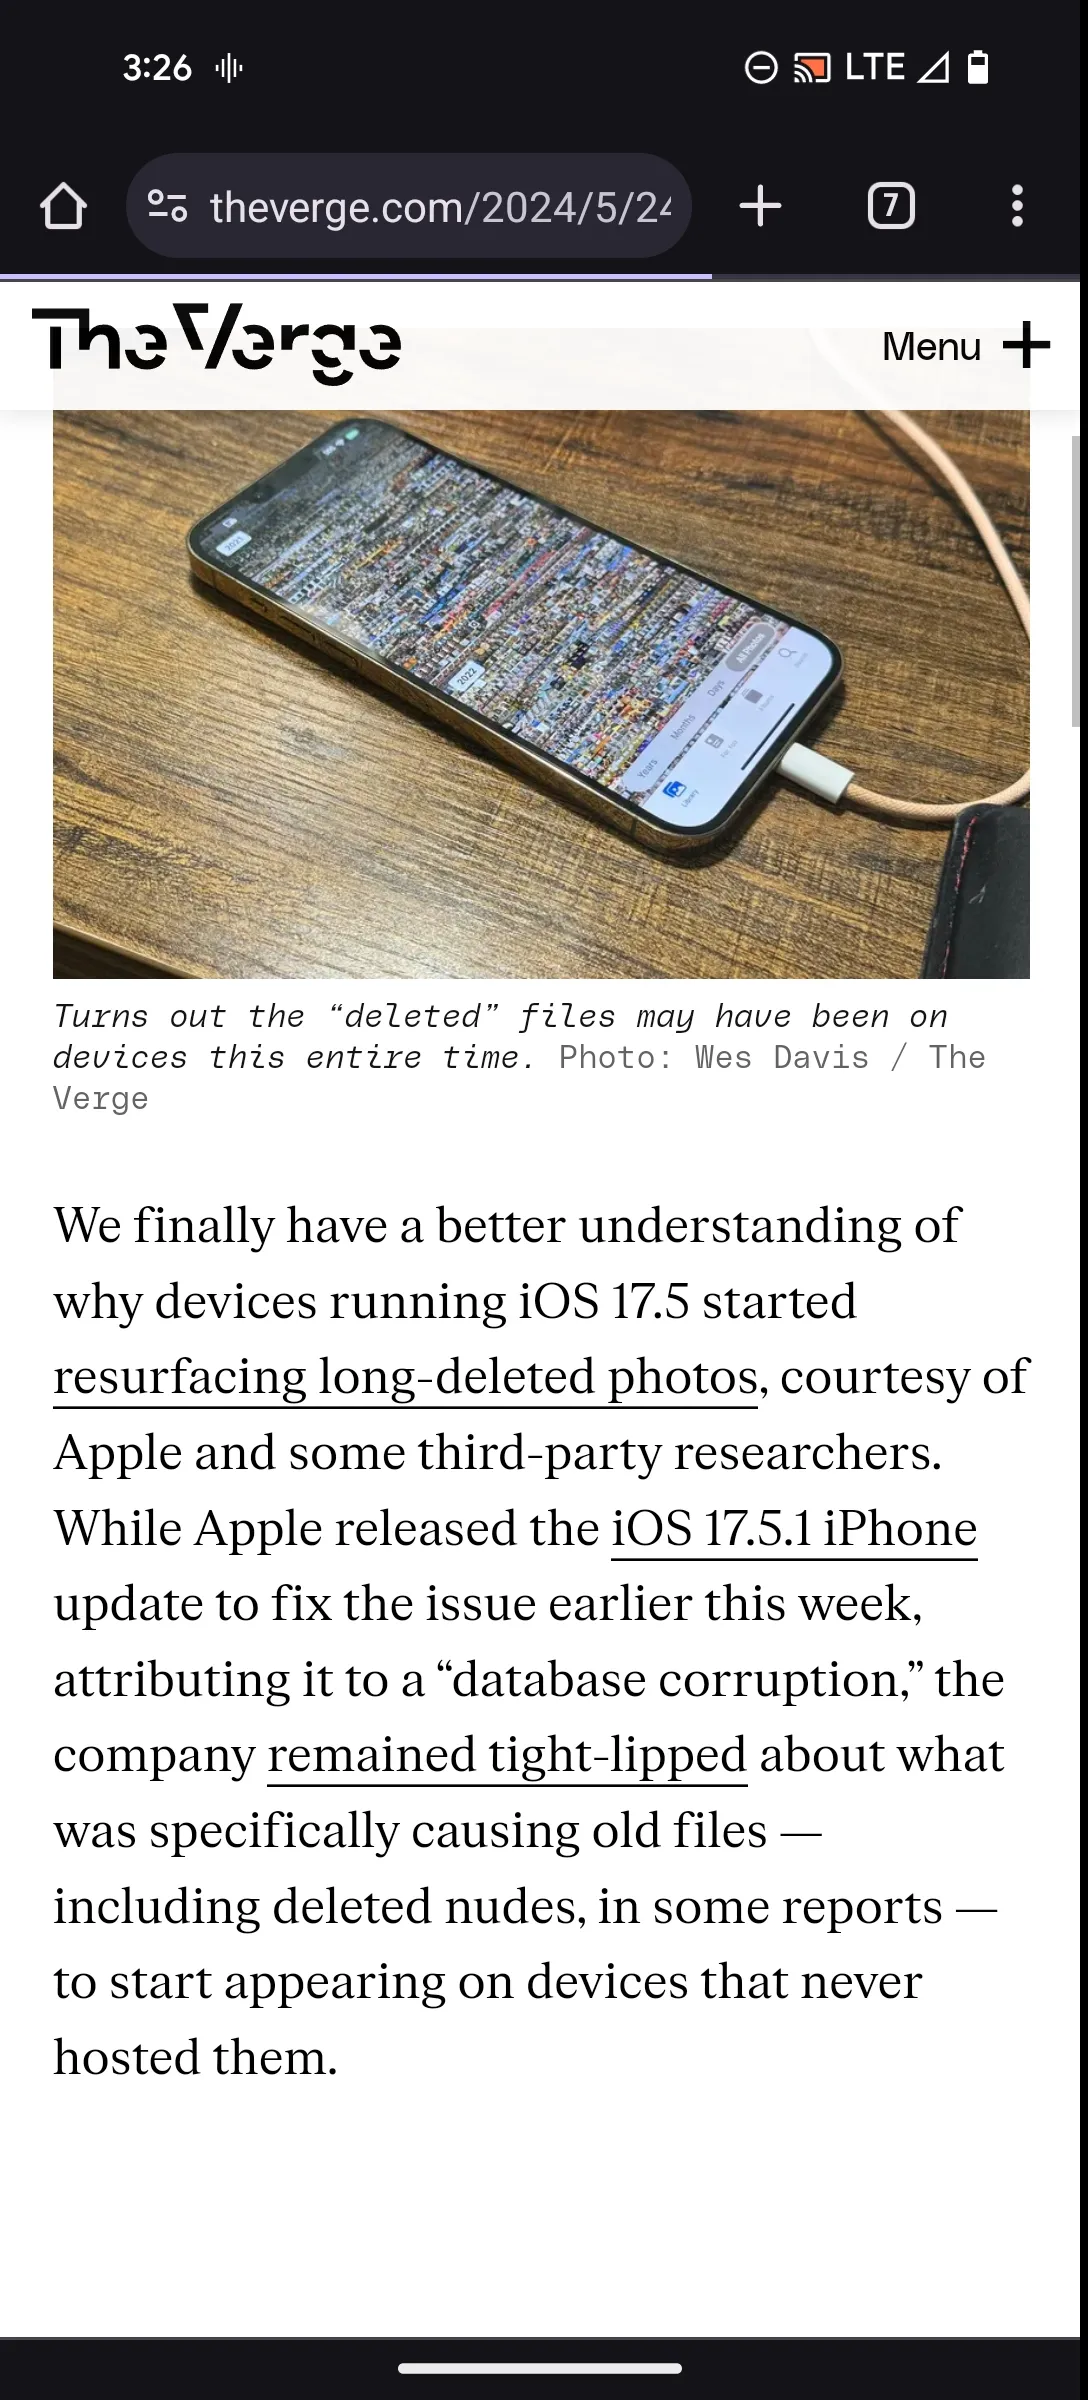 3:26 LTE
theverge.com/2024/5/24
7
The Verge
Menu
2021
2022
All Photos
Days
Months
Years
Library
Turns out the “deleted” files may have been on
devices this entire time. Photo: Wes Davis / The
Verge
We finally have a better understanding of
why devices running iOS 17.5 started
resurfacing long-deleted photos, courtesy of
Apple and some third-party researchers.
While Apple released the iOS 17.5.1 iPhone
update to fix the issue earlier this week,
attributing it to a “database corruption,” the
company remained tight-lipped about what
was specifically causing old files —
including deleted nudes, in some reports —
to start appearing on devices that never
hosted them.